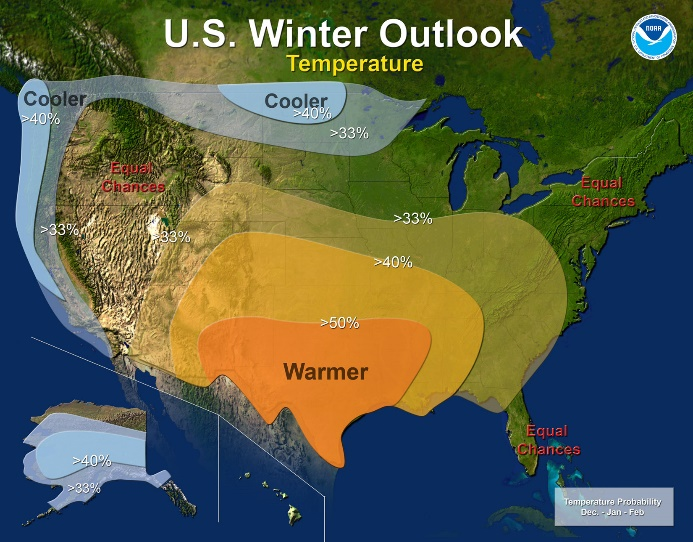 U.S. Winter Outlook
Temperature
NOAA
Cooler
>40%
Cooler
>40%
>33%
Equal
Chances
Equal
Chances
>33%
>33%
>33%
>40%
>50%
Warmer
>40%
>33%
Equal
Chances
Temperature Probability
Dec. - Jan - Feb